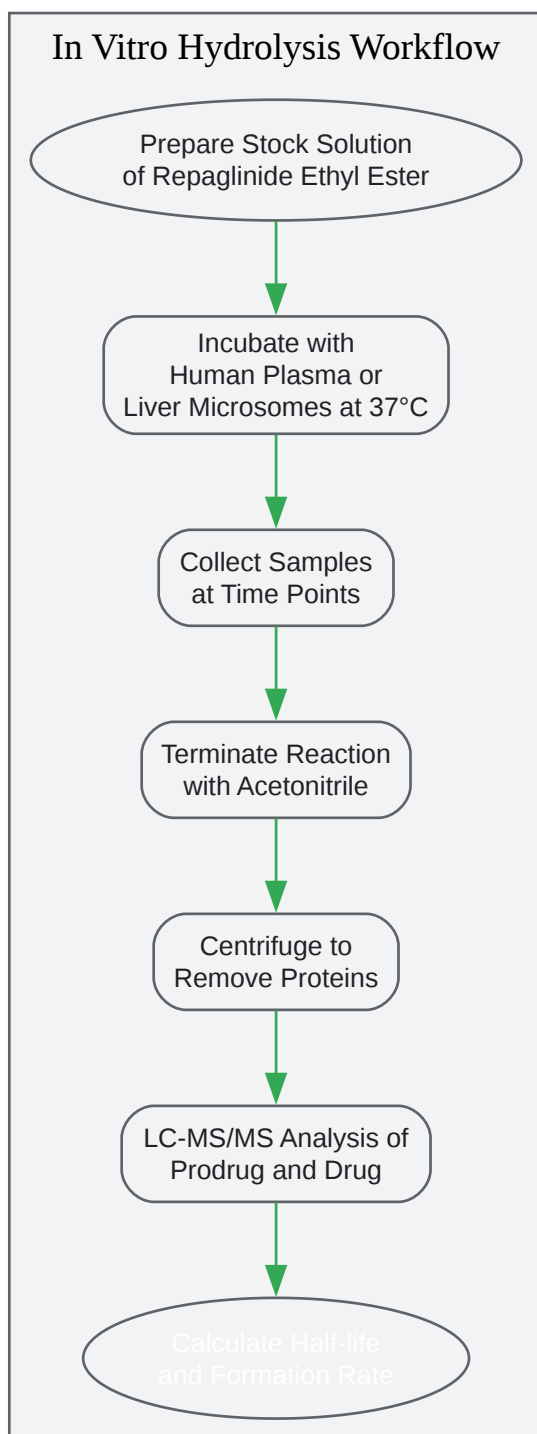 In Vitro Hydrolysis Workflow
Prepare Stock Solution
of Repaglinide Ethyl Ester
Incubate with
Human Plasma or
Liver Microsomes at 37°C
Collect Samples
at Time Points
Terminate Reaction
with Acetonitrile
Centrifuge to
Remove Proteins
LC-MS/MS Analysis of
Prodrug and Drug
Calculate Half-life
and Formation Rate